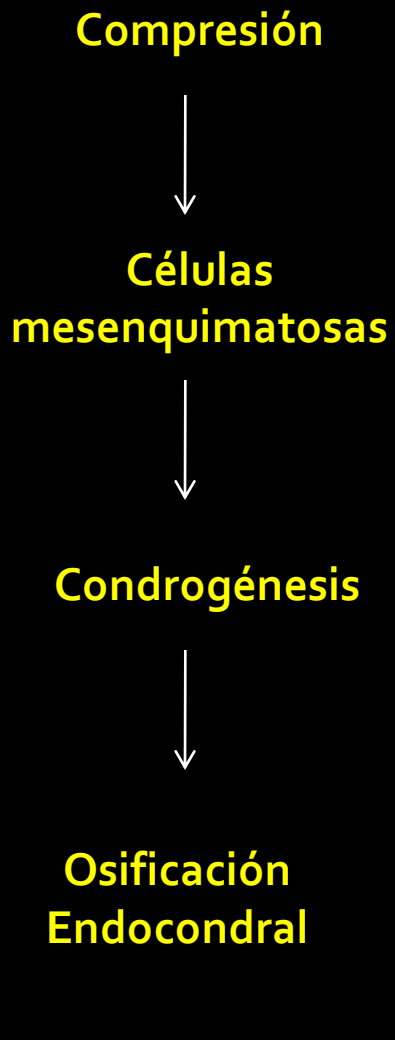 Compresión
Células
mesenquimatosas
Condrogénesis
Osificación
Endocondral